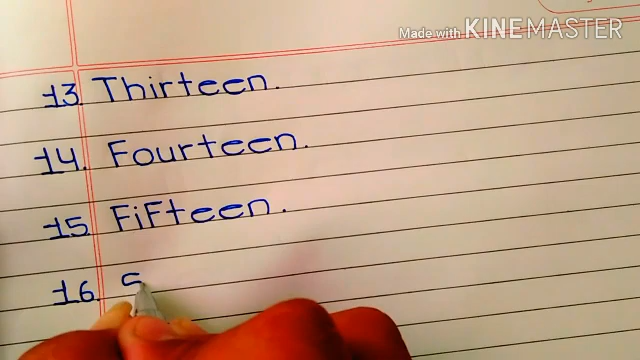 Made with KINEMASTER
13. Thirteen.
14. Fourteen.
15. FiFteen.
16. S